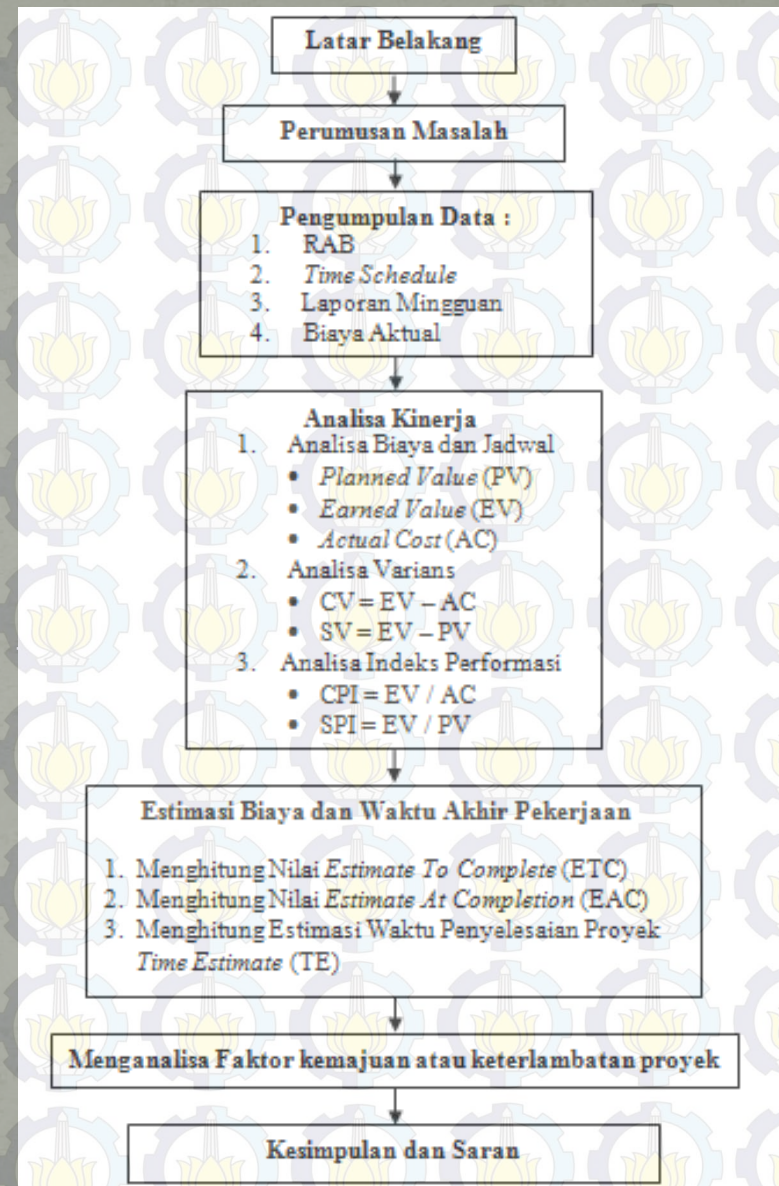 Latar Belakang
Perumusan Masalah
Pengumpulan Data :
1. RAB
2. Time Schedule
3. Laporan Mingguan
4. Biaya Aktual
Analisa Kinerja
1. Analisa Biaya dan Jadwal
• Planned Value (PV)
• Earned Value (EV)
• Actual Cost (AC)
2. Analisa Varians
• CV = EV – AC
• SV = EV – PV
3. Analisa Indeks Performasi
• CPI = EV / AC
• SPI = EV / PV
Estimasi Biaya dan Waktu Akhir Pekerjaan
1. Menghitung Nilai Estimate To Complete (ETC)
2. Menghitung Nilai Estimate At Completion (EAC)
3. Menghitung Estimasi Waktu Penyelesaian Proyek
Time Estimate (TE)
Menganalisa Faktor kemajuan atau keterlambatan proyek
Kesimpulan dan Saran